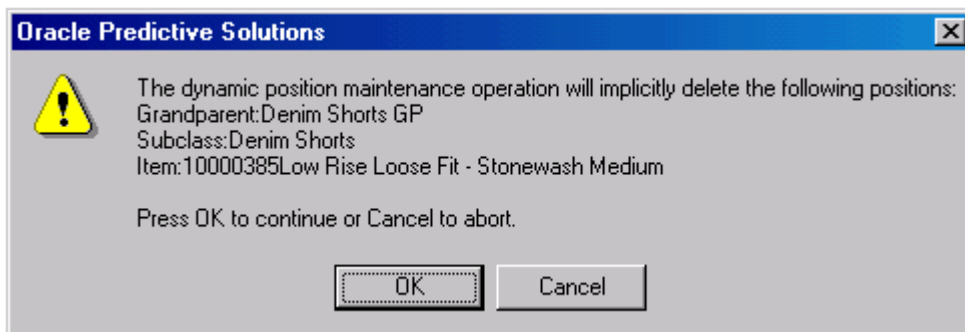 Oracle Predictive Solutions
The dynamic position maintenance operation will implicitly delete the following positions:
Grandparent:Denim Shorts GP
Subclass:Denim Shorts
Item:10000385Low Rise Loose Fit - Stonewash Medium
Press OK to continue or Cancel to abort.
OK
Cancel